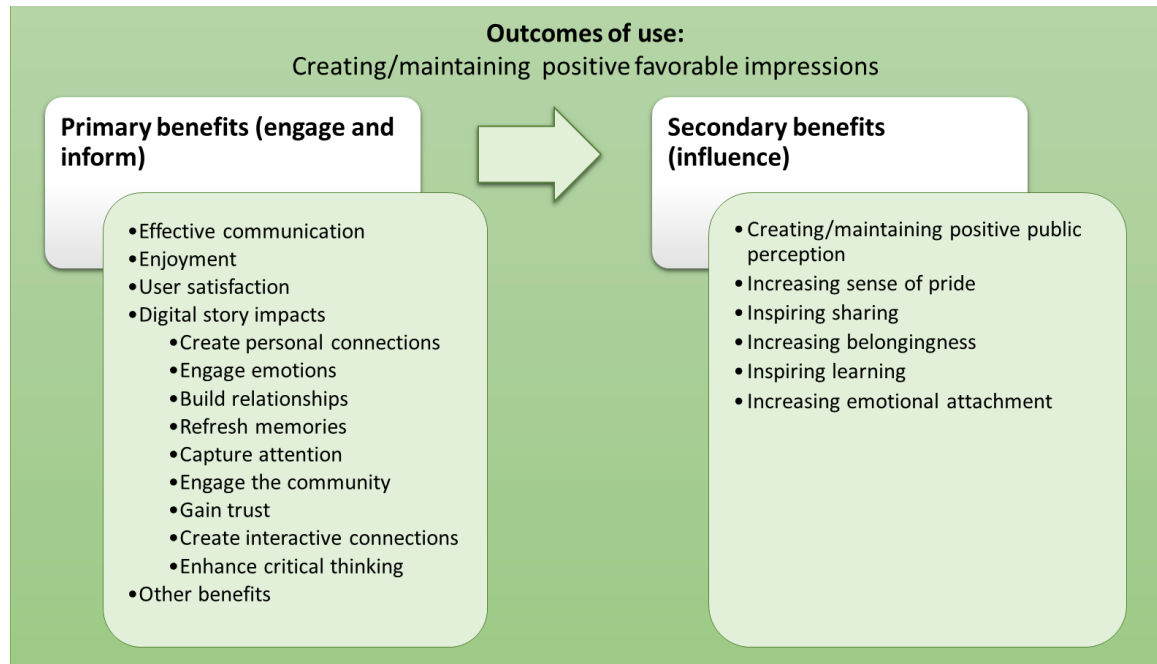 Outcomes of use:
Creating/maintaining positive favorable impressions
Primary benefits (engage and
inform)
•Effective communication
•Enjoyment
•User satisfaction
•Digital story impacts
•Create personal connections
•Engage emotions
•Build relationships
•Refresh memories
•Capture attention
•Engage the community
•Gain trust
•Create interactive connections
•Enhance critical thinking
•Other benefits
Secondary benefits
(influence)
•Creating/maintaining positive public
perception
•Increasing sense of pride
•Inspiring sharing
•Increasing belongingness
•Inspiring learning
•Increasing emotional attachment